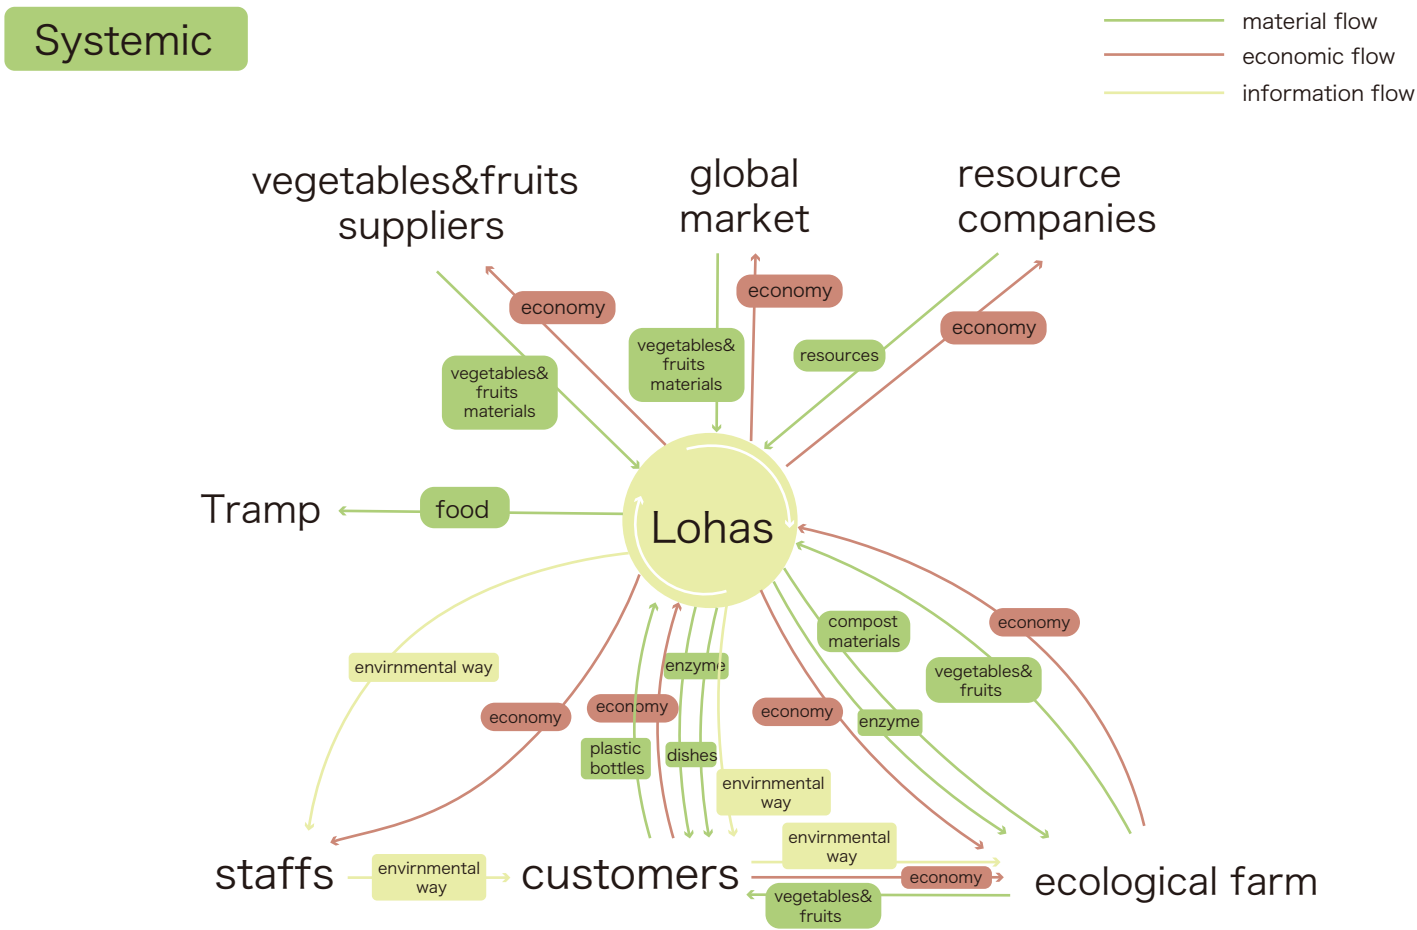 Systemic
material flow
economic flow
information flow
vegetables&fruits
suppliers
global
market
resource
companies
economy
economy
economy
vegetables&
fruits
materials
vegetables&
fruits
materials
resources
Tramp
food
Lohas
compost
materials
economy
envirnmental way
enzyme
vegetables&
fruits
economy
economy
economy
enzyme
plastic
bottles
dishes
envirnmental
way
envirnmental
way
staffs
envirnmental
way
customers
economy
ecological farm
vegetables&
fruits